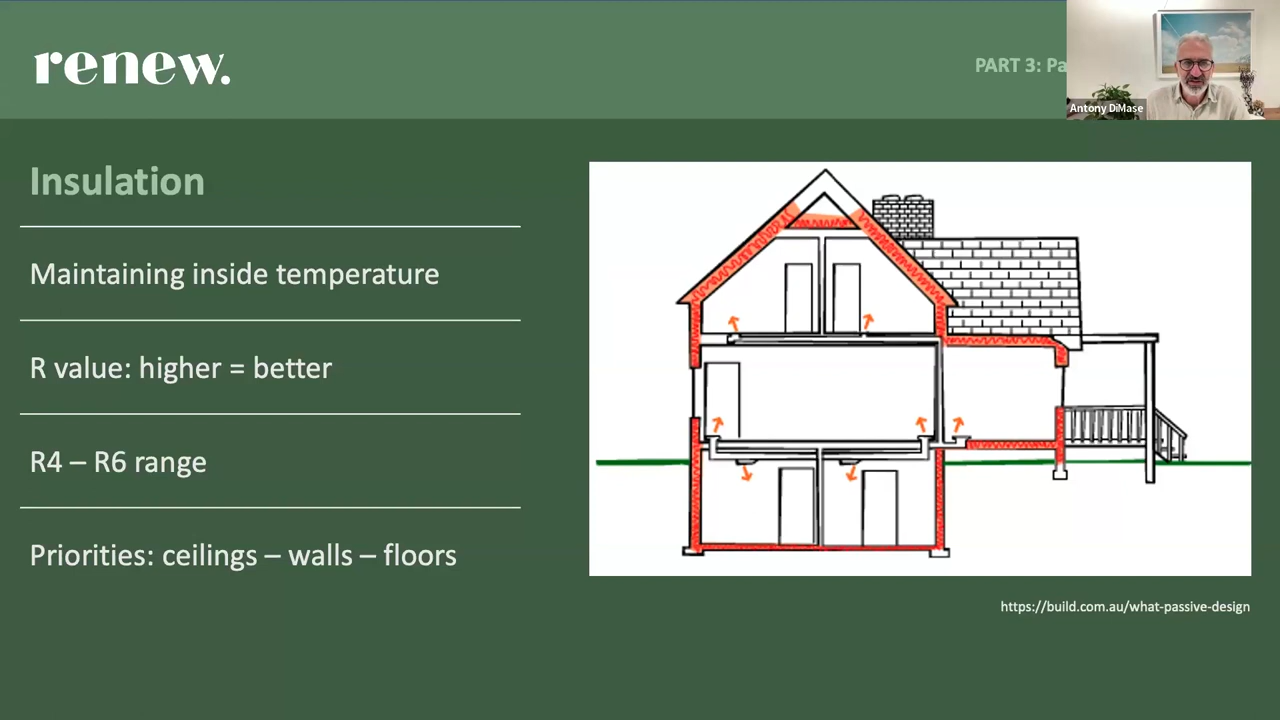 renew.
PART 3:
Antony DiMase
Insulation
Maintaining inside temperature
R value: higher = better
R4 – R6 range
Priorities: ceilings – walls – floors
https://build.com.au/what-passive-design